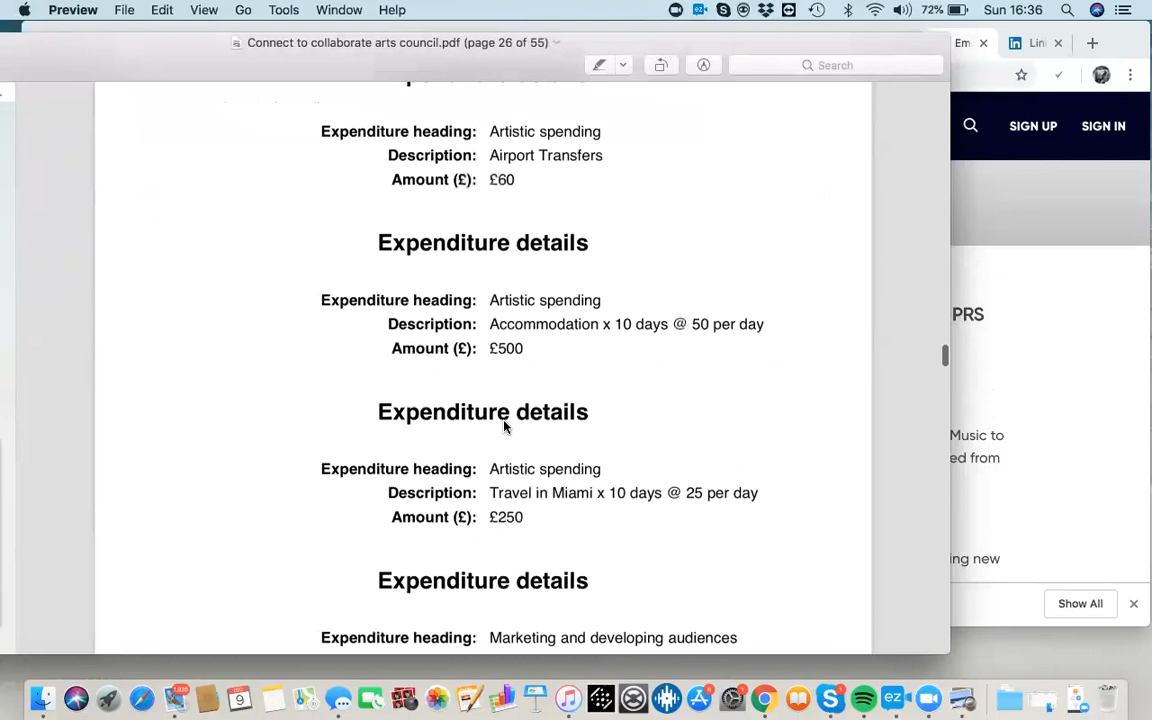 Preview File Edit View Go Tools Window Help 72% Sun 16:36
Connect to collaborate arts council.pdf (page 26 of 55)
Em
Search
SIGN UP SIGN IN
Expenditure heading: Artistic spending
Description: Airport Transfers
Amount (£): £60
Expenditure details
Expenditure heading: Artistic spending
Description: Accommodation x 10 days @ 50 per day
Amount (£): £500
PRS
Expenditure details
Music to
ed from
Expenditure heading: Artistic spending
Description: Travel in Miami x 10 days @ 25 per day
Amount (£): £250
ing new
Expenditure details
Show All
Expenditure heading: Marketing and developing audiences